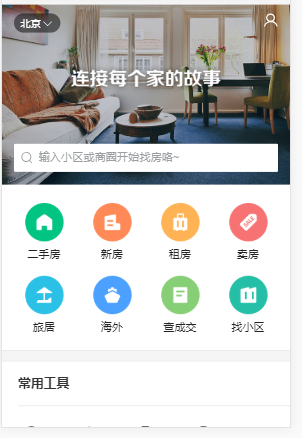 北京
连接每个家的故事
输入小区或商圈开始找房咯~
二手房 新房 租房 卖房
SALE
旅居 海外 查成交 找小区
常用工具